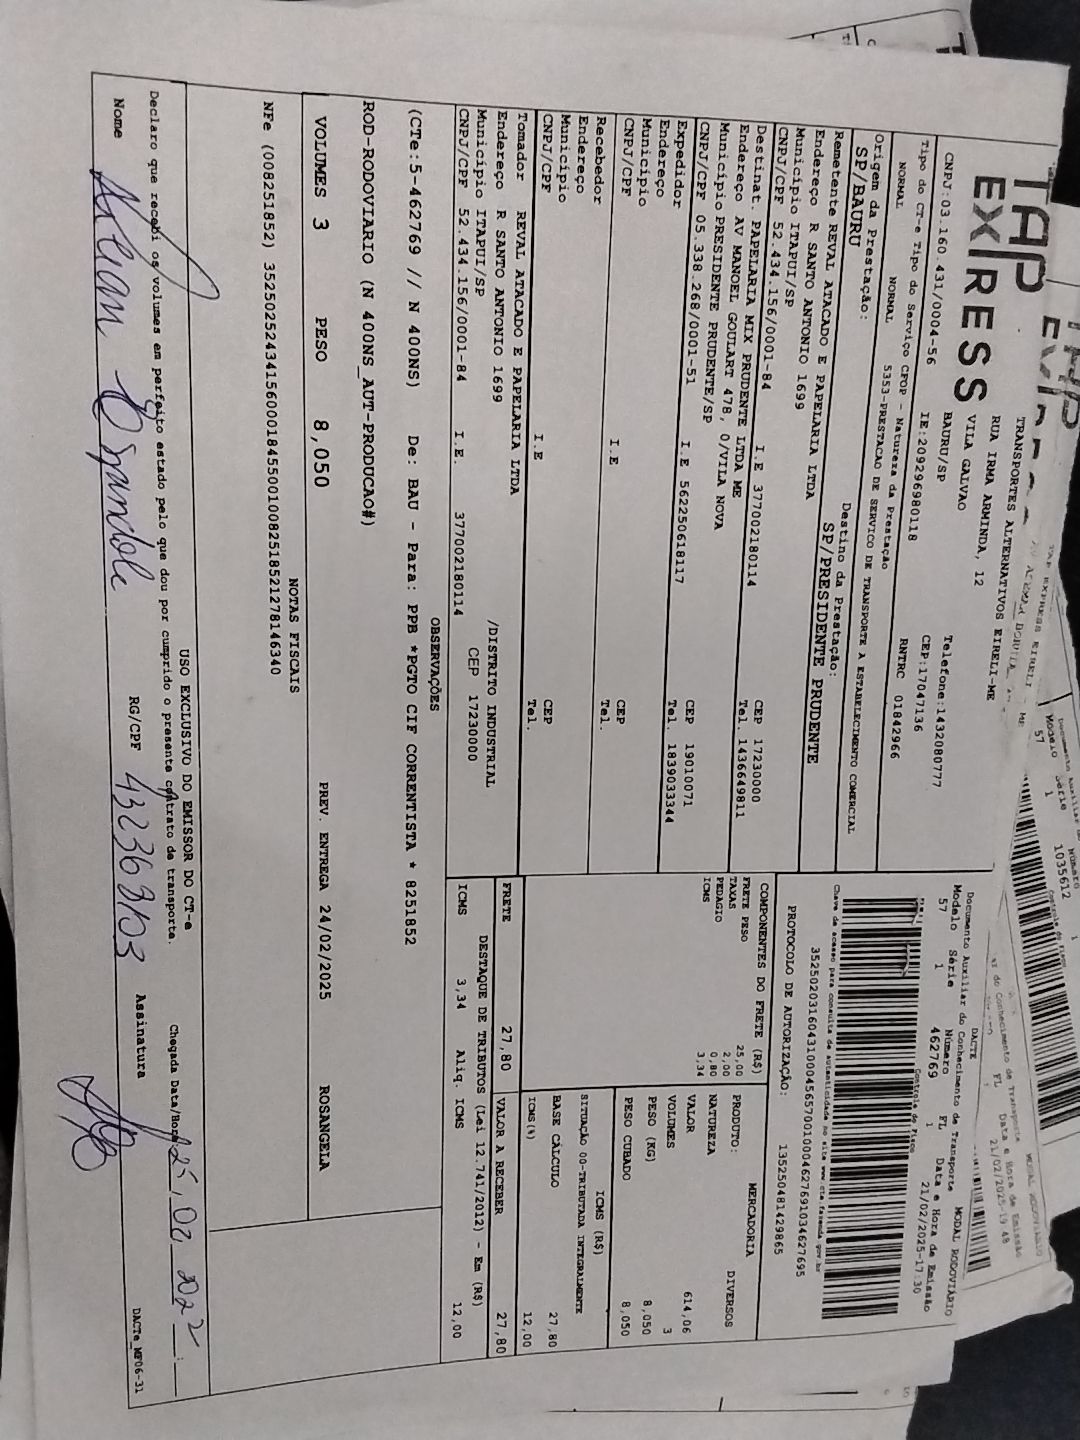 TAP
EXPRESS
TRANSPORTES ALTERNATIVOS EIRELI-ME
RUA IRMA ARMINDA, 12
VILA GALVAO
BAURU/SP
Telefone:1432080777
CEP:17047136
CNPJ:03.160.431/0004-56
IE:209296980118
RNTRC 01842966
DACTE
Documento Auxiliar do Conhecimento de Transporte
MODAL RODOVIÁRIO
Modelo Série Número FL Data e Hora de Emissão
57 1 462769 1 21/02/2025-17:30
Controle do Fisco
Chave de acesso para consulta de autenticidade no site www.cte.fazenda.gov.br
PROTOCOLO DE AUTORIZAÇÃO: 135250481429865
Tipo do CT-e Tipo do Serviço CFOP - Natureza da Prestação
NORMAL NORMAL 5353-PRESTACAO DE SERVICO DE TRANSPORTE A ESTABELECIMENTO COMERCIAL
Origem da Prestação: Destino da Prestação:
SP/BAURU SP/PRESIDENTE PRUDENTE
Remetente REVAL ATACADO E PAPELARIA LTDA
Endereço R SANTO ANTONIO 1699
Município ITAPUI/SP CEP 17230000
CNPJ/CPF 52.434.156/0001-84 I.E 377002180114 Tel. 1436649811
Destinat. PAPELARIA MIX PRUDENTE LTDA ME
Endereço AV MANOEL GOULART 478, 0/VILA NOVA
Município PRESIDENTE PRUDENTE/SP CEP 19010071
CNPJ/CPF 05.338.268/0001-51 I.E 562250618117 Tel. 1839033344
Expedidor
Endereço
Município CEP
CNPJ/CPF I.E Tel.
Recebedor
Endereço
Município CEP
CNPJ/CPF I.E Tel.
Tomador REVAL ATACADO E PAPELARIA LTDA
Endereço R SANTO ANTONIO 1699 /DISTRITO INDUSTRIAL
Município ITAPUI/SP CEP 17230000
CNPJ/CPF 52.434.156/0001-84 I.E. 377002180114
COMPONENTES DO FRETE (R$)
FRETE PESO 25,00
TAXAS 2,00
PEDAGIO 0,80
ICMS 3,34
MERCADORIA
PRODUTO: DIVERSOS
NATUREZA
VALOR 614,06
VOLUMES 3
PESO (KG) 8,050
PESO CUBADO 8,050
ICMS (R$)
SITUAÇÃO 00-TRIBUTADA INTEGRALMENTE
BASE CÁLCULO 27,80
ICMS(%) 12,00
FRETE 27,80 VALOR A RECEBER 27,80
DESTAQUE DE TRIBUTOS (Lei 12.741/2012) - Em (R$)
ICMS 3,34 Aliq. ICMS 12,00
OBSERVAÇÕES
(CTe:5-462769 // N 400NS) De: BAU - Para: PPB *PGTO CIF CORRENTISTA * 8251852
ROD-RODOVIARIO (N 400NS_AUT-PRODUCAO#)
VOLUMES 3 PESO 8,050 PREV. ENTREGA 24/02/2025 ROSANGELA
NOTAS FISCAIS
NFe (008251852)
USO EXCLUSIVO DO EMISSOR DO CT-e
Declaro que recebi os volumes em perfeito estado pelo que dou por cumprido o presente contrato de transporte.
Chegada Data/Hora
Nome RG/CPF Assinatura
DACTe_MP06-31